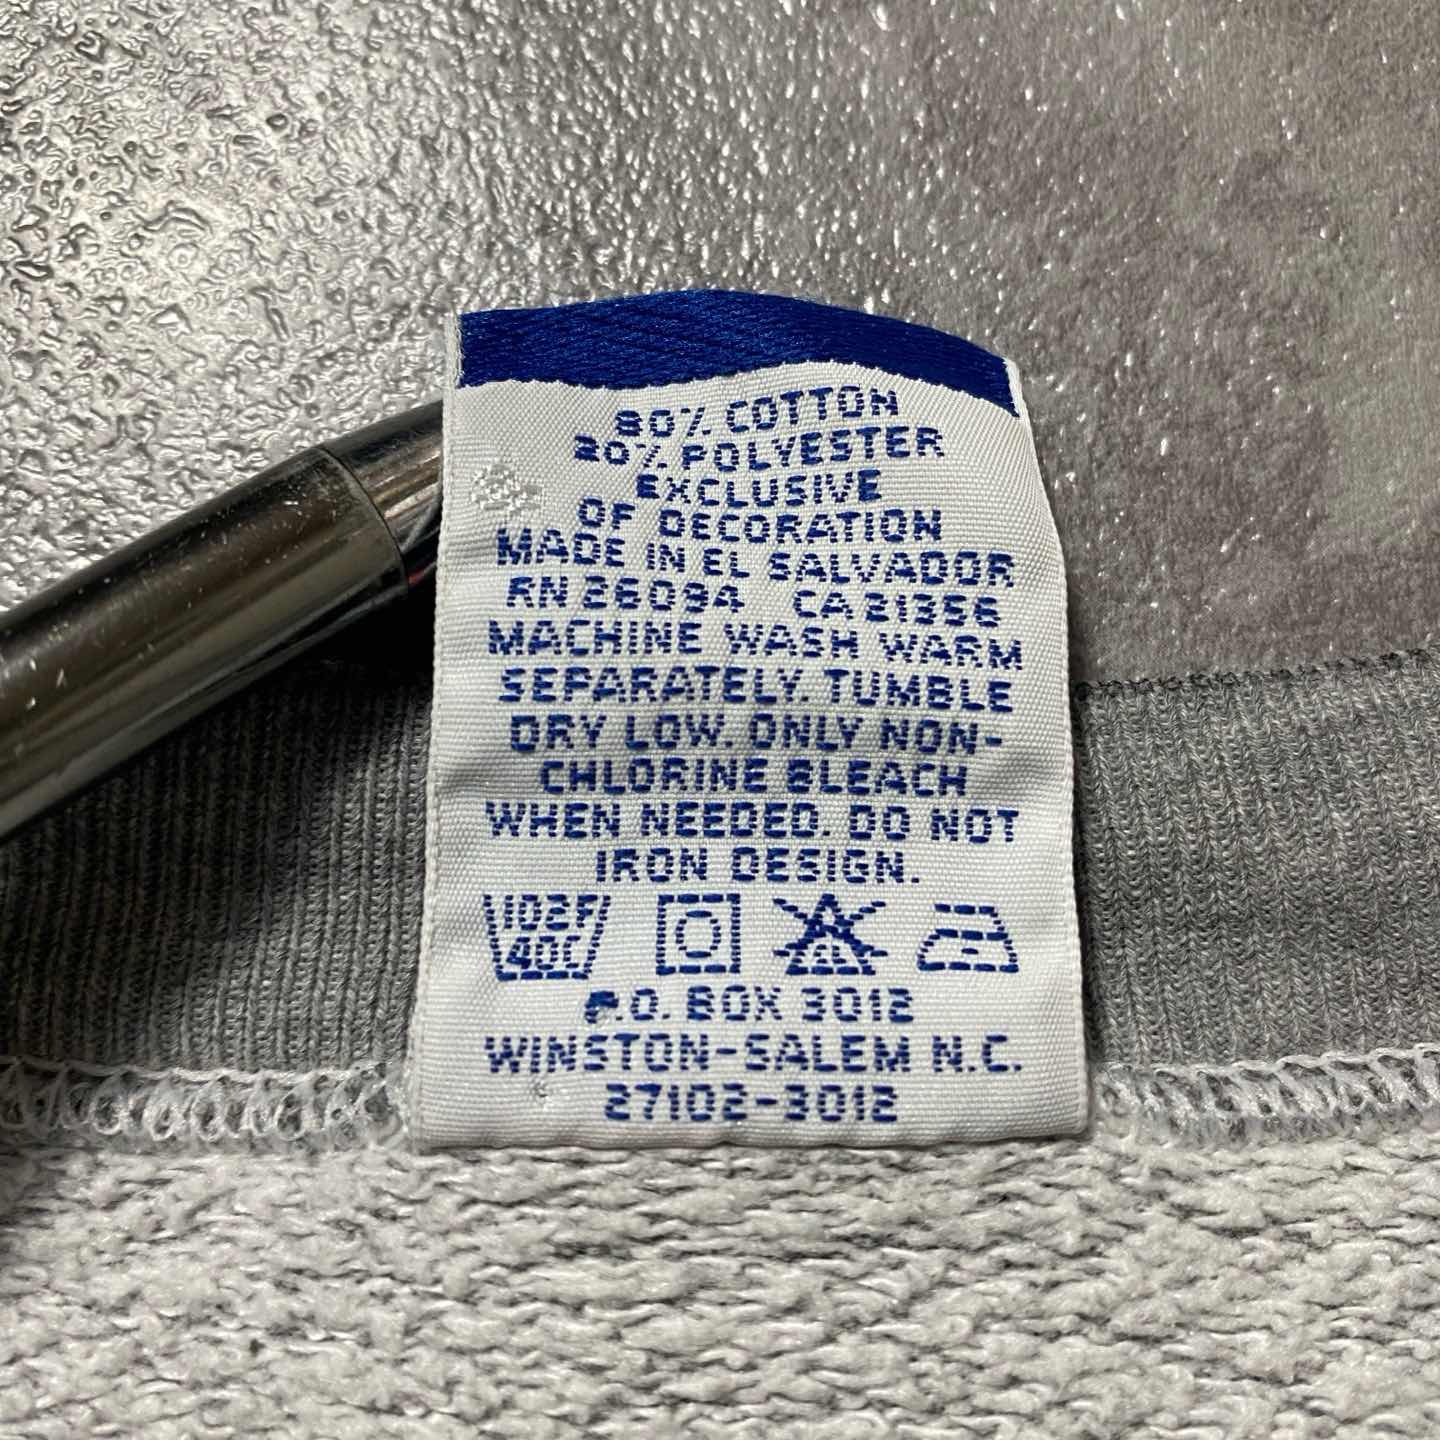 80% COTTON
20% POLYESTER
EXCLUSIVE
OF DECORATION
MADE IN EL SALVADOR
RN 26094 CA 21356
MACHINE WASH WARM
SEPARATELY. TUMBLE
DRY LOW. ONLY NON-
CHLORINE BLEACH
WHEN NEEDED. DO NOT
IRON DESIGN.
102F
40C CL
P.O. BOX 3012
WINSTON-SALEM N.C.
27102-3012